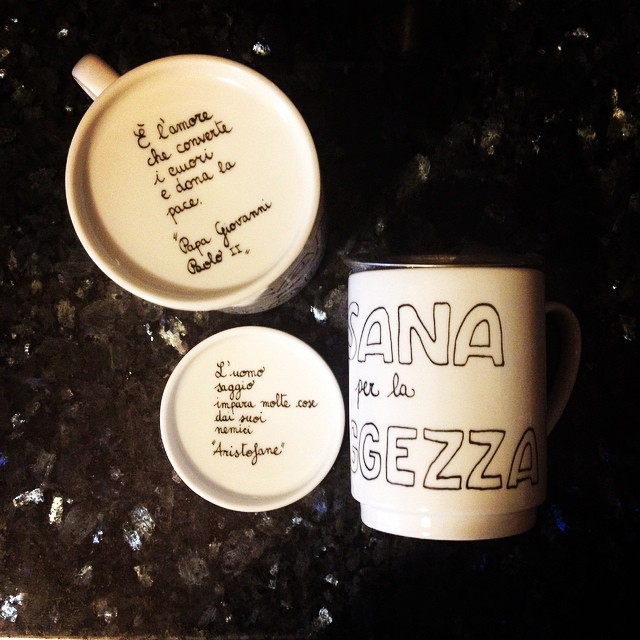 È l'amore
che converte
i cuori
e dona la
pace.
"Papa Giovanni
Paolo II"
L'uomo
saggio
impara molte cose
dai suoi
nemici
"Aristofane"
SANA
per la
GGEZZA